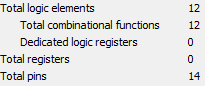 Total logic elements 12
Total combinational functions 12
Dedicated logic registers 0
Total registers 0
Total pins 14